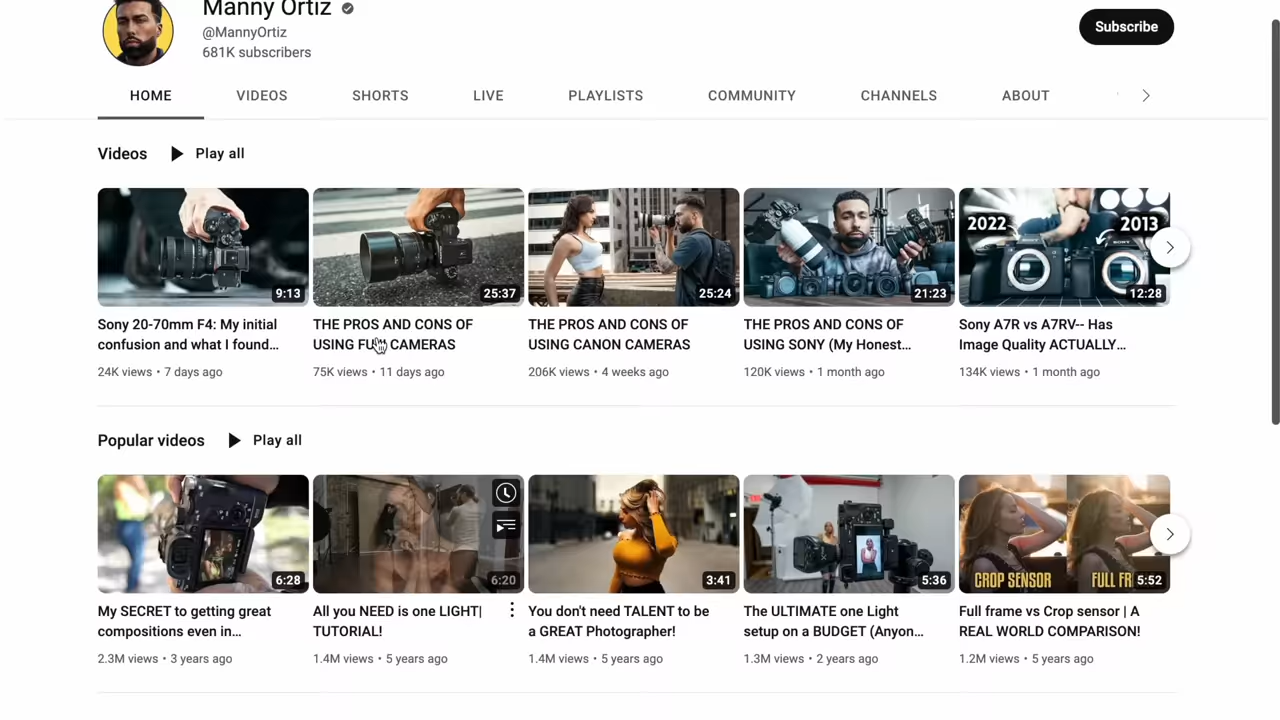 Manny Ortiz
@MannyOrtiz
681K subscribers
Subscribe
HOME VIDEOS SHORTS LIVE PLAYLISTS COMMUNITY CHANNELS ABOUT
Videos Play all
9:13
25:37
25:24
21:23
2022 2013
SONY
12:28
Sony 20-70mm F4: My initial
confusion and what I found...
24K views • 7 days ago
THE PROS AND CONS OF
USING CAMERAS
75K views • 11 days ago
THE PROS AND CONS OF
USING CANON CAMERAS
206K views • 4 weeks ago
THE PROS AND CONS OF
USING SONY (My Honest...
120K views • 1 month ago
Sony A7R vs A7RV-- Has
Image Quality ACTUALLY...
134K views • 1 month ago
Popular videos Play all
6:28
6:20
3:41
5:36
CROP SENSOR FULL FR
5:52
My SECRET to getting great
compositions even in...
2.3M views • 3 years ago
All you NEED is one LIGHT|
TUTORIAL!
1.4M views • 5 years ago
You don't need TALENT to be
a GREAT Photographer!
1.4M views • 5 years ago
The ULTIMATE one Light
setup on a BUDGET (Anyon...
1.3M views • 2 years ago
Full frame vs Crop sensor | A
REAL WORLD COMPARISON!
1.2M views • 5 years ago